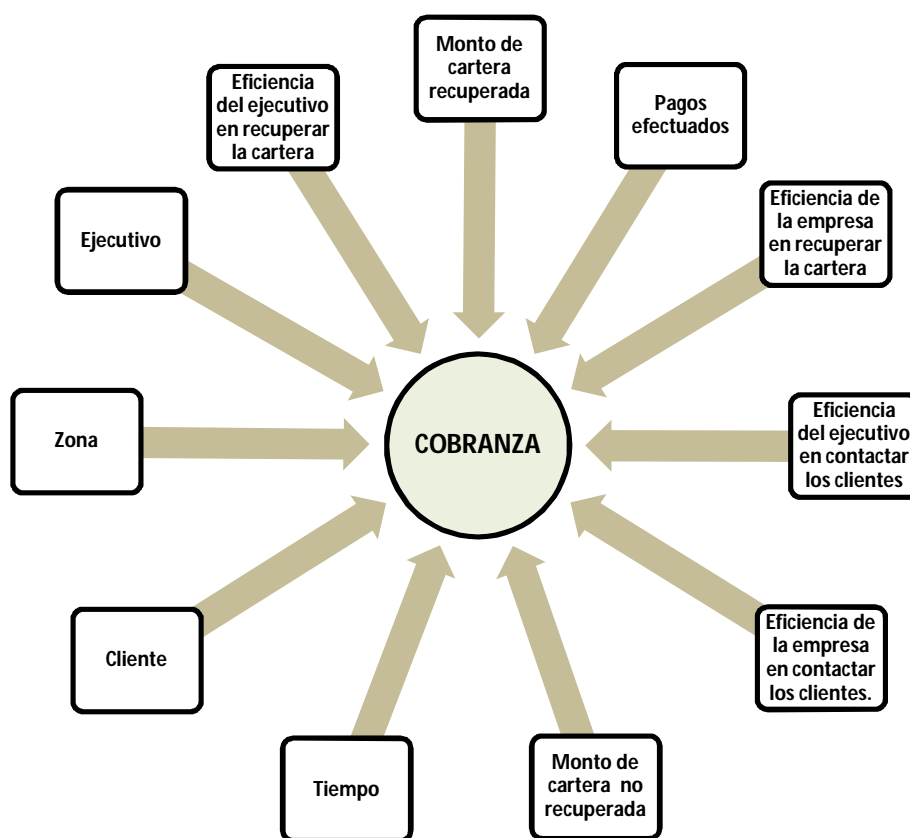 Monto de
cartera
recuperada
Eficiencia
del ejecutivo
en recuperar
la cartera
Pagos
efectuados
Ejecutivo
Eficiencia de
la empresa
en recuperar
la cartera
Zona
COBRANZA
Eficiencia
del ejecutivo
en contactar
los clientes
Cliente
Eficiencia de
la empresa
en contactar
los clientes.
Tiempo
Monto de
cartera no
recuperada